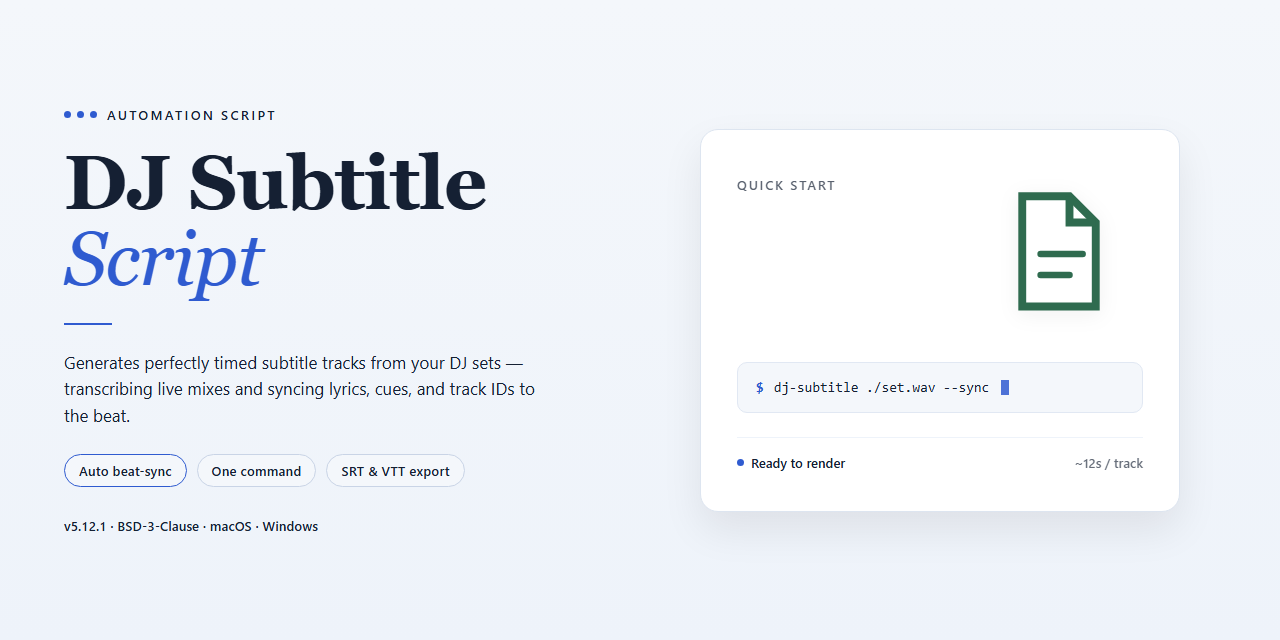 AUTOMATION SCRIPT
DJ Subtitle
Script
Generates perfectly timed subtitle tracks from your DJ sets —
transcribing live mixes and syncing lyrics, cues, and track IDs to
the beat.
Auto beat-sync
One command
SRT & VTT export
v5.12.1 · BSD-3-Clause · macOS · Windows
QUICK START
$ dj-subtitle ./set.wav --sync
Ready to render
~12s / track